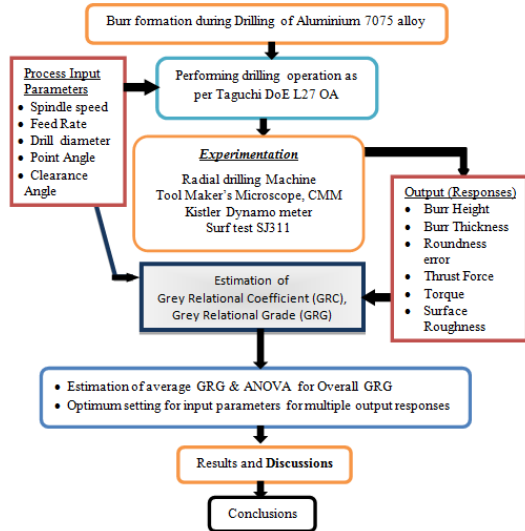 Burr formation during Drilling of Aluminium 7075 alloy
Process Input
Parameters
• Spindle speed
• Feed Rate
• Drill diameter
• Point Angle
• Clearance
Angle
Performing drilling operation as
per Taguchi DoE L27 OA
Experimentation
Radial drilling Machine
Tool Maker's Microscope, CMM
Kistler Dynamo meter
Surf test SJ311
Output (Responses)
• Burr Height
• Burr Thickness
• Roundness
error
• Thrust Force
• Torque
• Surface
Roughness
Estimation of
Grey Relational Coefficient (GRC),
Grey Relational Grade (GRG)
• Estimation of average GRG & ANOVA for Overall GRG
• Optimum setting for input parameters for multiple output responses
Results and Discussions
Conclusions